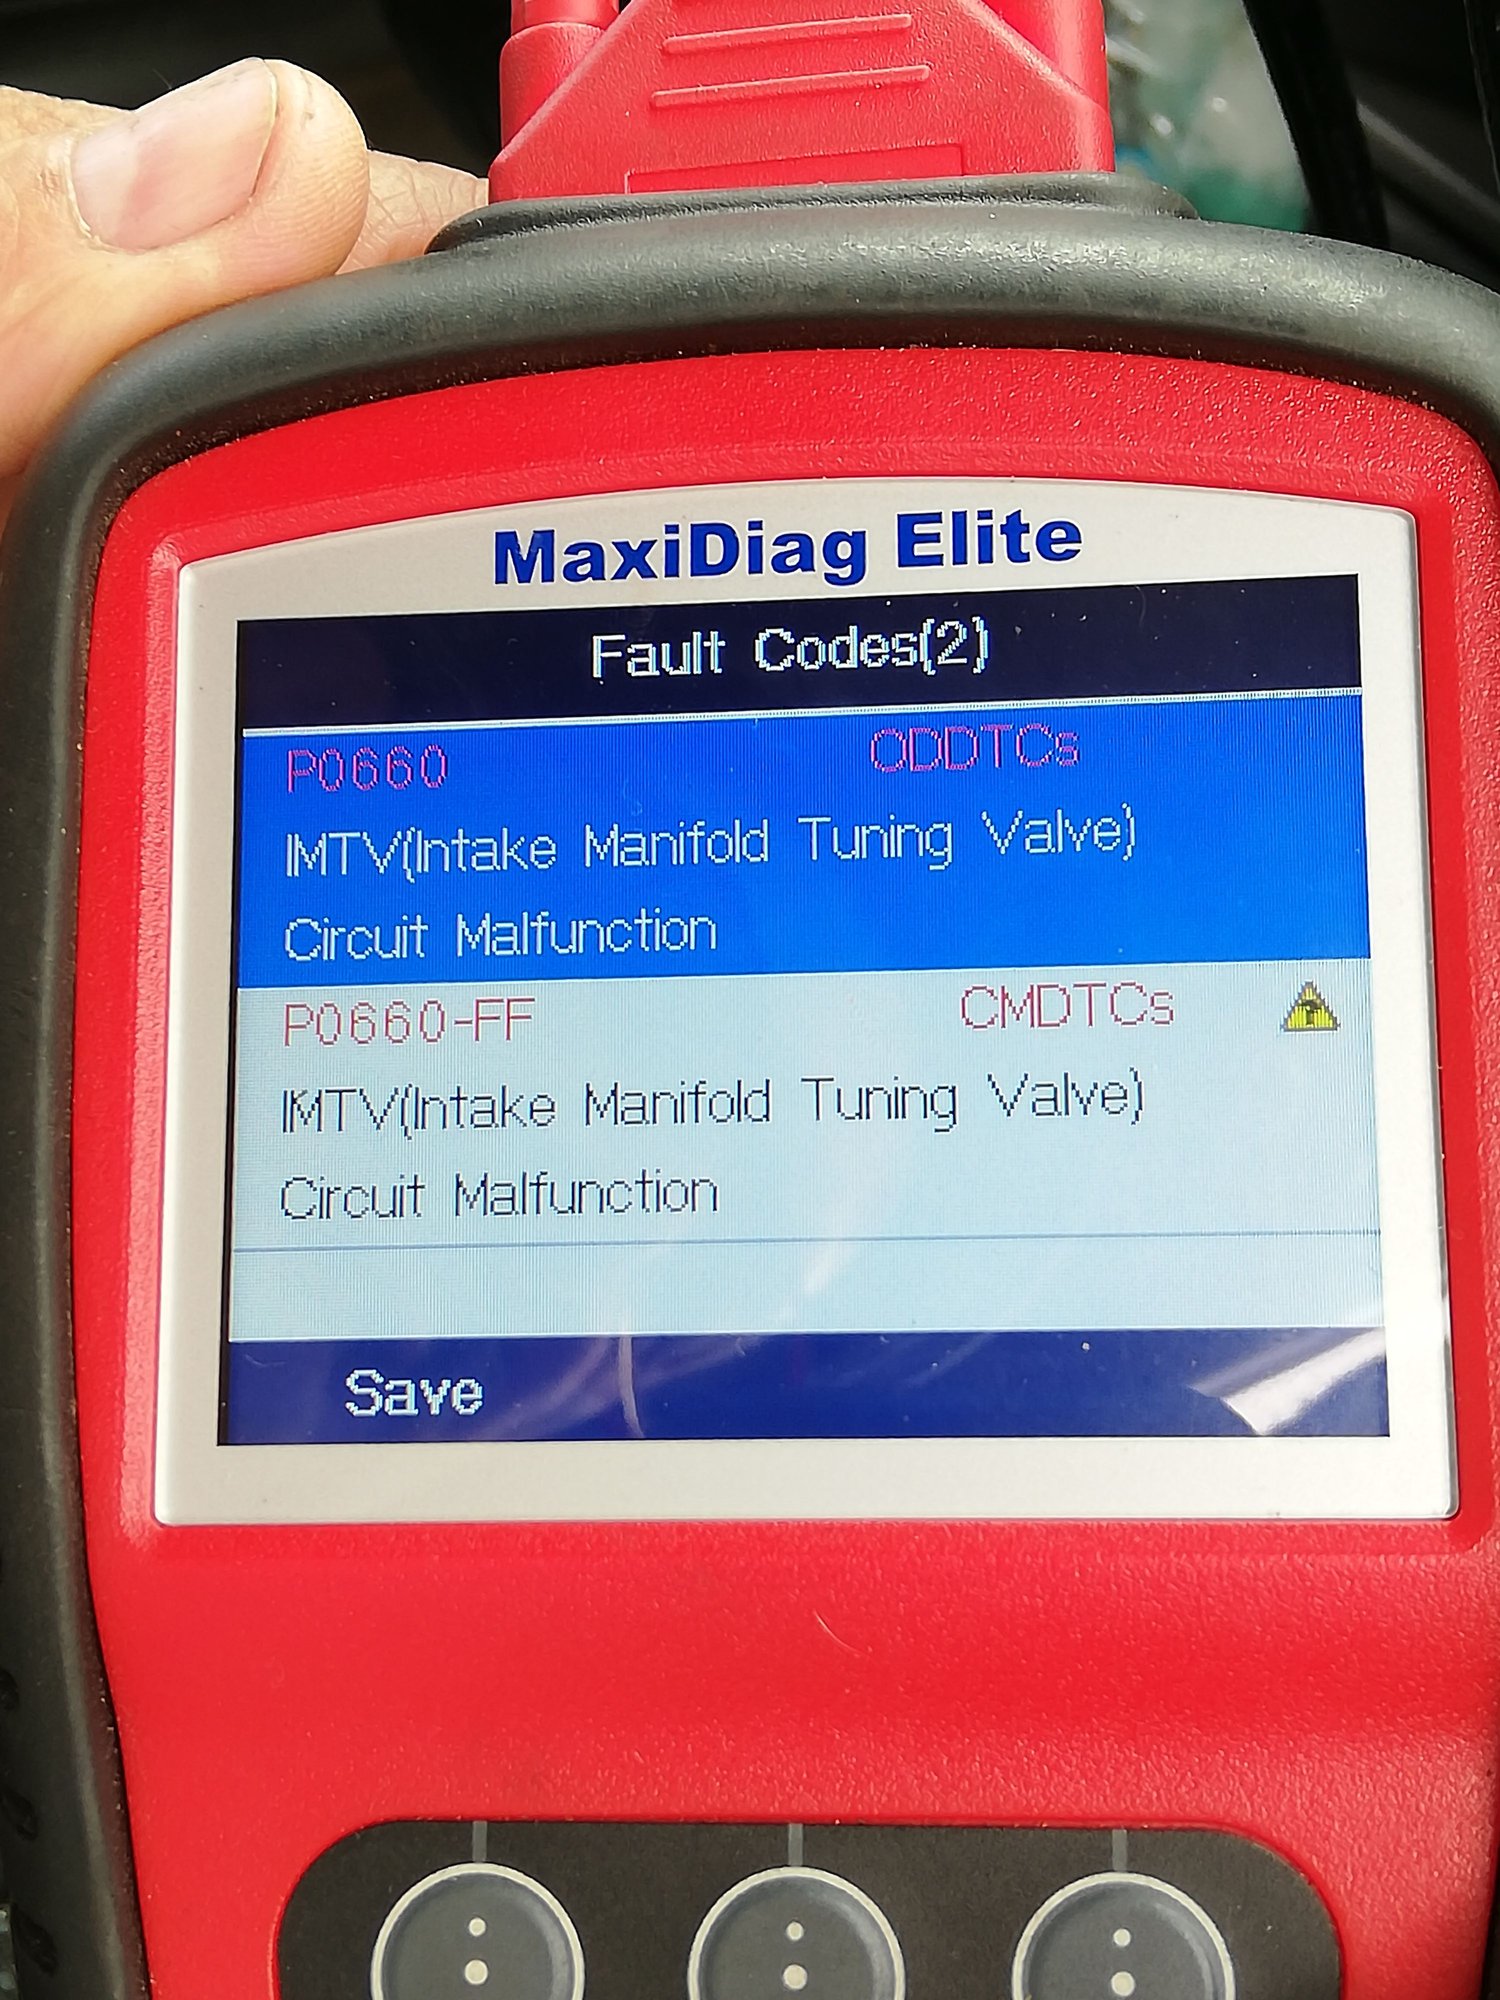 MaxiDiag Elite
Fault Codes(2)
P0660 ODDTCs
IMTV(Intake Manifold Tuning Valve)
Circuit Malfunction
P0660-FF CMDTCs
IMTV(Intake Manifold Tuning Valve)
Circuit Malfunction
Save